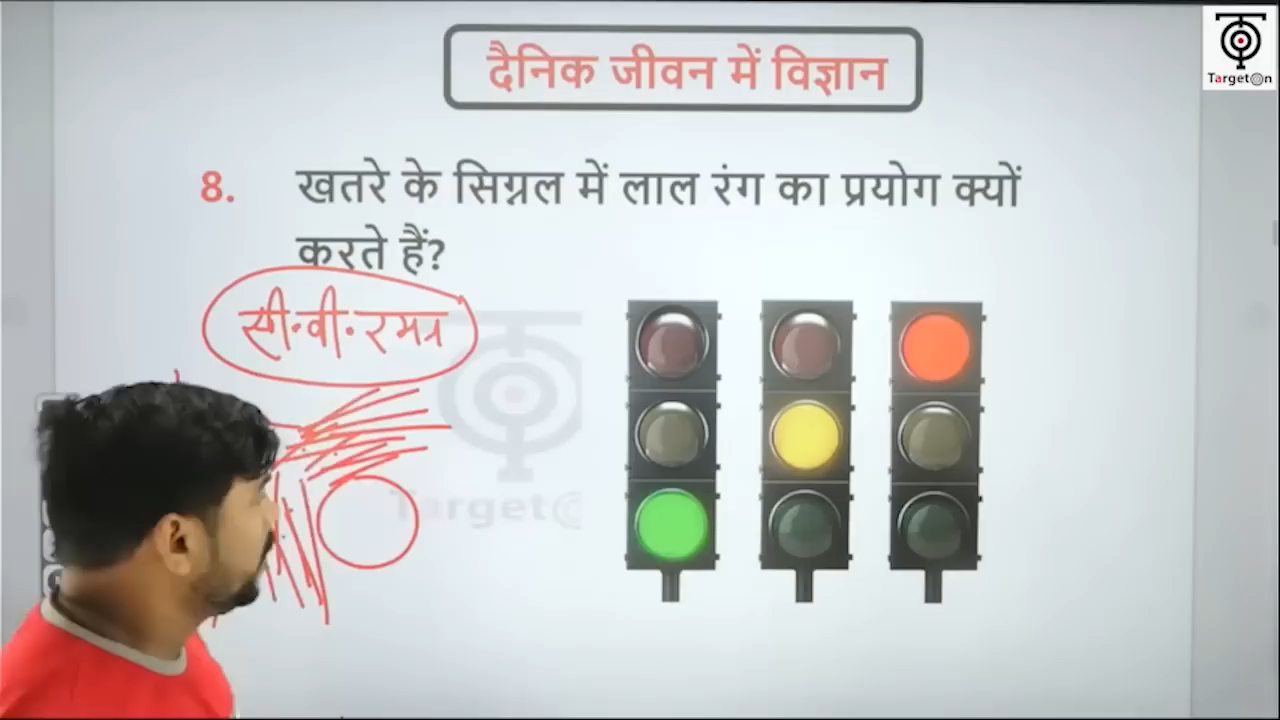 दैनिक जीवन में विज्ञान
TargetOn
8. खतरे के सिग्नल में लाल रंग का प्रयोग क्यों
करते हैं?
सी.वी.रमन
Target